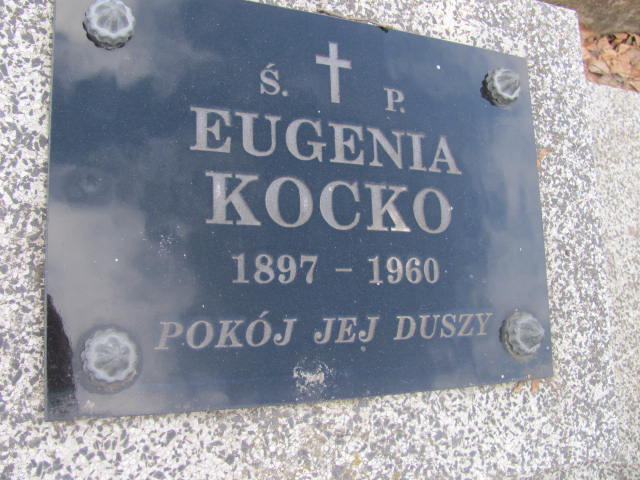 Ś. P.
EUGENIA
KOCKO
1897 - 1960
POKÓJ JEJ DUSZY